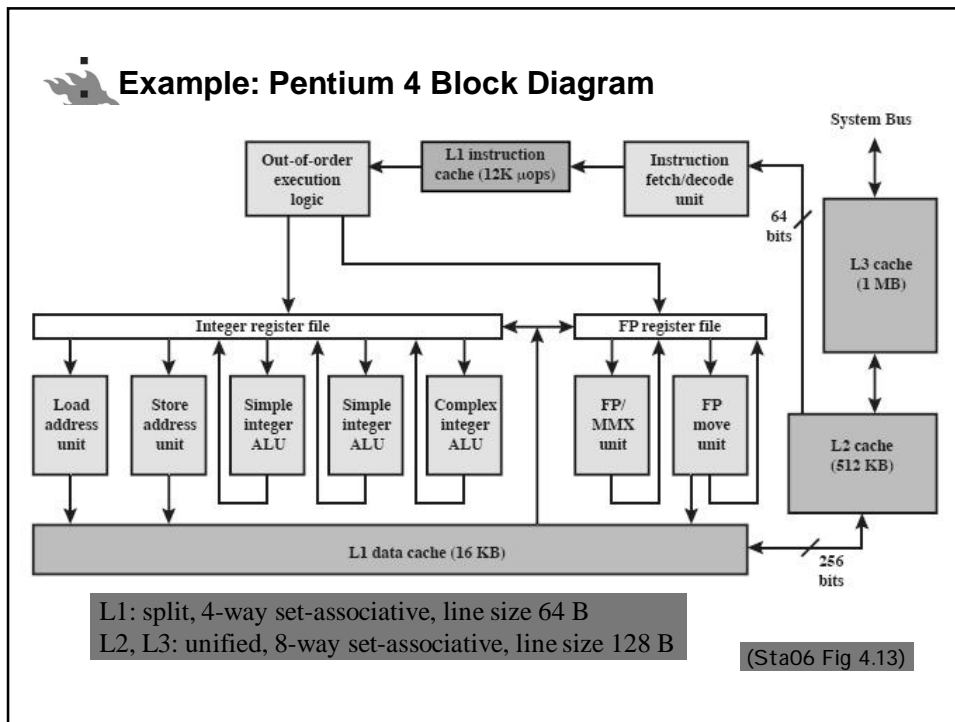 Example: Pentium 4 Block Diagram
System Bus
Out-of-order
execution
logic
L1 instruction
cache (12K µops)
Instruction
fetch/decode
unit
64
bits
L3 cache
(1 MB)
Integer register file
FP register file
Load
address
unit
Store
address
unit
Simple
integer
ALU
Simple
integer
ALU
Complex
integer
ALU
FP/
MMX
unit
FP
move
unit
L2 cache
(512 KB)
L1 data cache (16 KB)
256
bits
L1: split, 4-way set-associative, line size 64 B
L2, L3: unified, 8-way set-associative, line size 128 B
(Sta06 Fig 4.13)